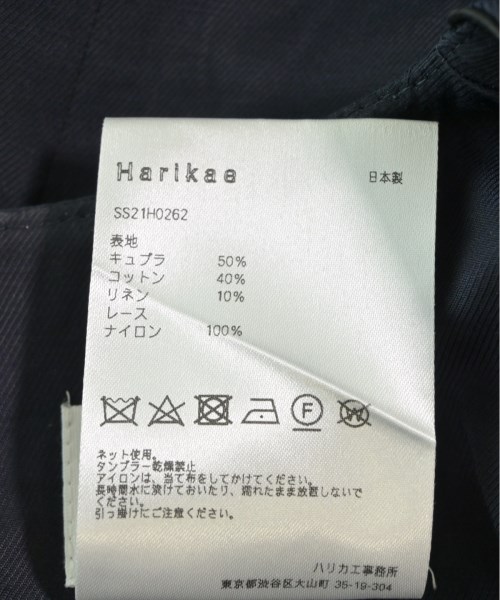 Harikae
日本製
SS21H0262
表地
キュプラ 50%
コットン 40%
リネン 10%
レース
ナイロン 100%
F
W
ネット使用。
タンブラー乾燥禁止
アイロンは、当て布をしてかけてください。
長時間水に漬けておいたり、濡れたまま放置しないで
ください。
引っ掛けにご注意ください。
ハリカエ事務所
東京都渋谷区大山町 35-19-304